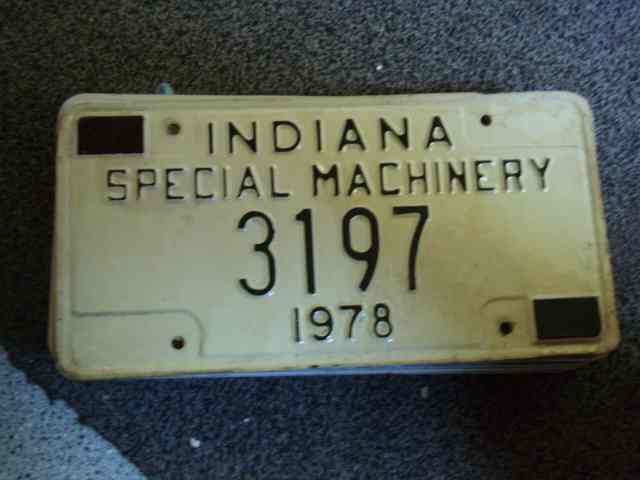 INDIANA
SPECIAL MACHINERY
3197
1978